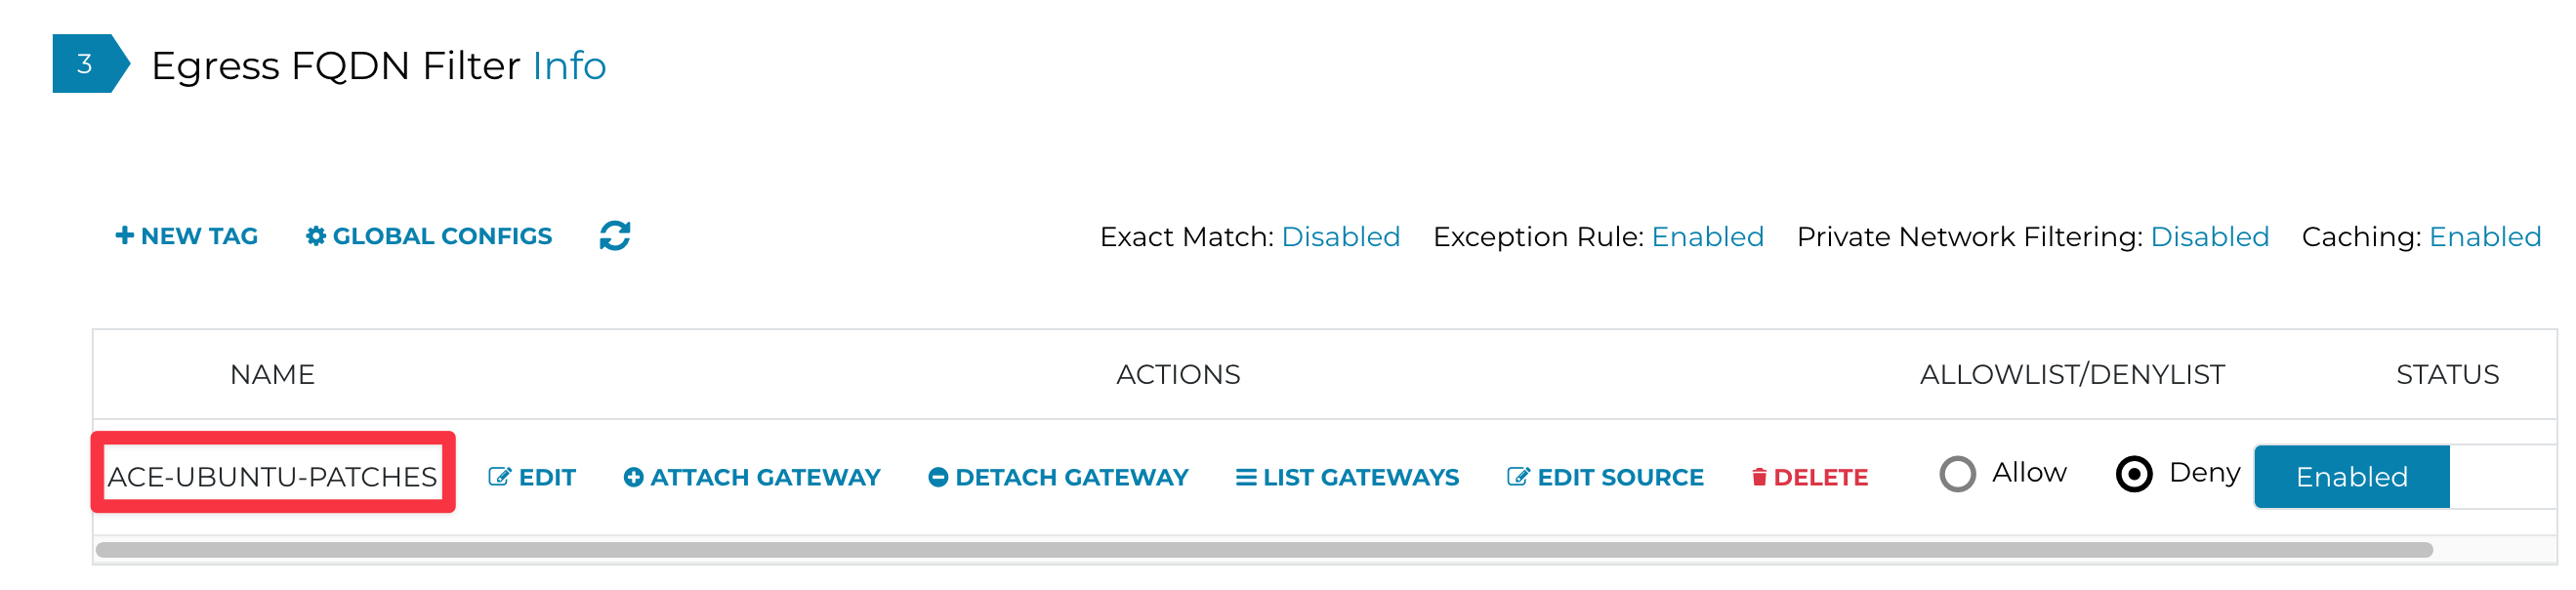 3 Egress FQDN Filter Info
NEW TAG GLOBAL CONFIGS Exact Match: Disabled Exception Rule: Enabled Private Network Filtering: Disabled Caching: Enabled
NAME ACTIONS ALLOWLIST/DENYLIST STATUS
ACE-UBUNTU-PATCHES EDIT ATTACH GATEWAY DETACH GATEWAY LIST GATEWAYS EDIT SOURCE DELETE Allow Deny Enabled